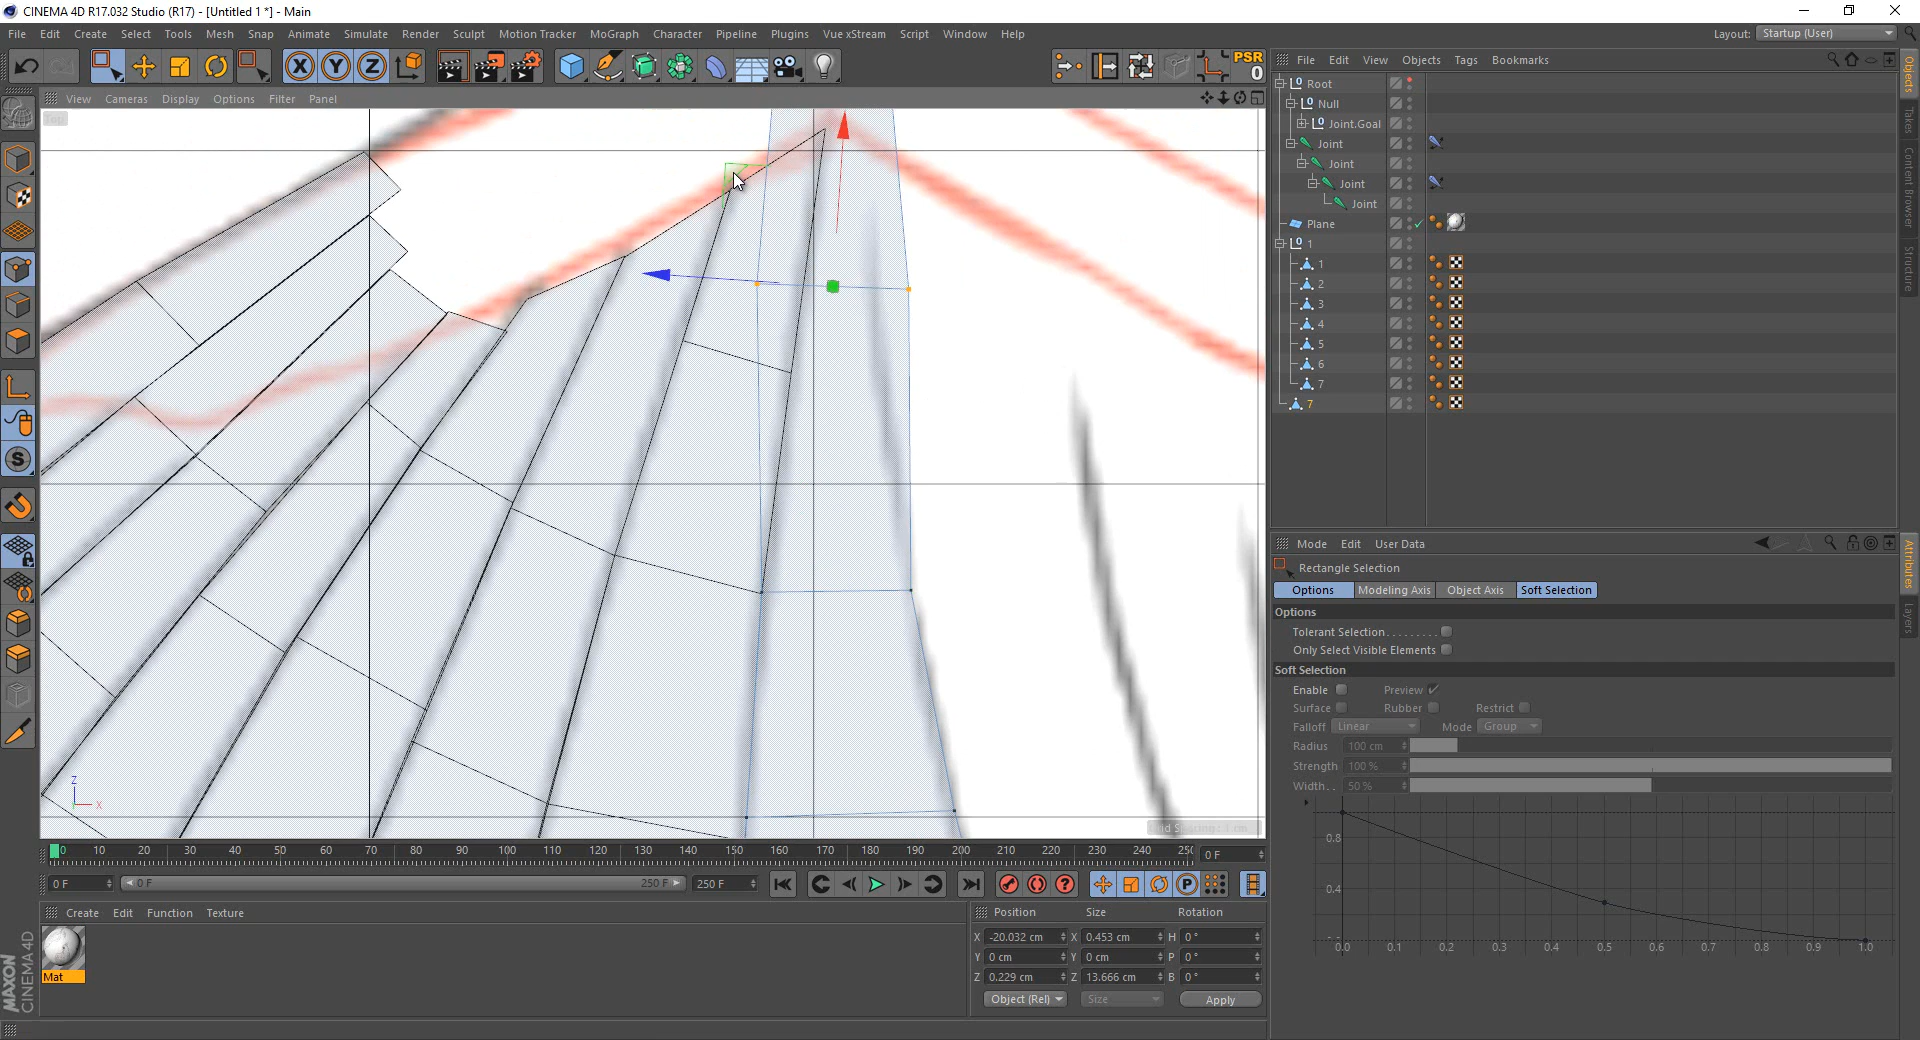 CINEMA 4D R17.032 Studio (R17) - [Untitled 1 *] - Main
File Edit Create Select Tools Mesh Snap Animate Simulate Render Sculpt Motion Tracker MoGraph Character Pipeline Plugins Vue xStream Script Window Help
Layout: Startup (User)
X Y Z
PSR
0
File Edit View Objects Tags Bookmarks
View Cameras Display Options Filter Panel
Top
Root
Null
Joint.Goal
Joint
Joint
Joint
Joint
Plane
1
1
2
3
4
5
6
7
7
Objects
Takes
Content Browser
Structure
Mode Edit User Data
Rectangle Selection
Options Modeling Axis Object Axis Soft Selection
Options
Tolerant Selection
Only Select Visible Elements
Soft Selection
Enable Preview
Surface Rubber Restrict
Falloff Linear Mode Group
Radius 100 cm
Strength 100 %
Width 50 %
0.8
0.4
0.0 0.1 0.2 0.3 0.4 0.5 0.6 0.7 0.8 0.9 1.0
Attributes
Layers
Z
X
0 10 20 30 40 50 60 70 80 90 100 110 120 130 140 150 160 170 180 190 200 210 220 230 240 250
0 F
0 F 0 F 250 F 250 F
Create Edit Function Texture
Mat
MAXON
CINEMA 4D
Position Size Rotation
X -20.032 cm X 0.453 cm H 0 °
Y 0 cm Y 0 cm P 0 °
Z 0.229 cm Z 13.666 cm B 0 °
Object (Rel) Size Apply